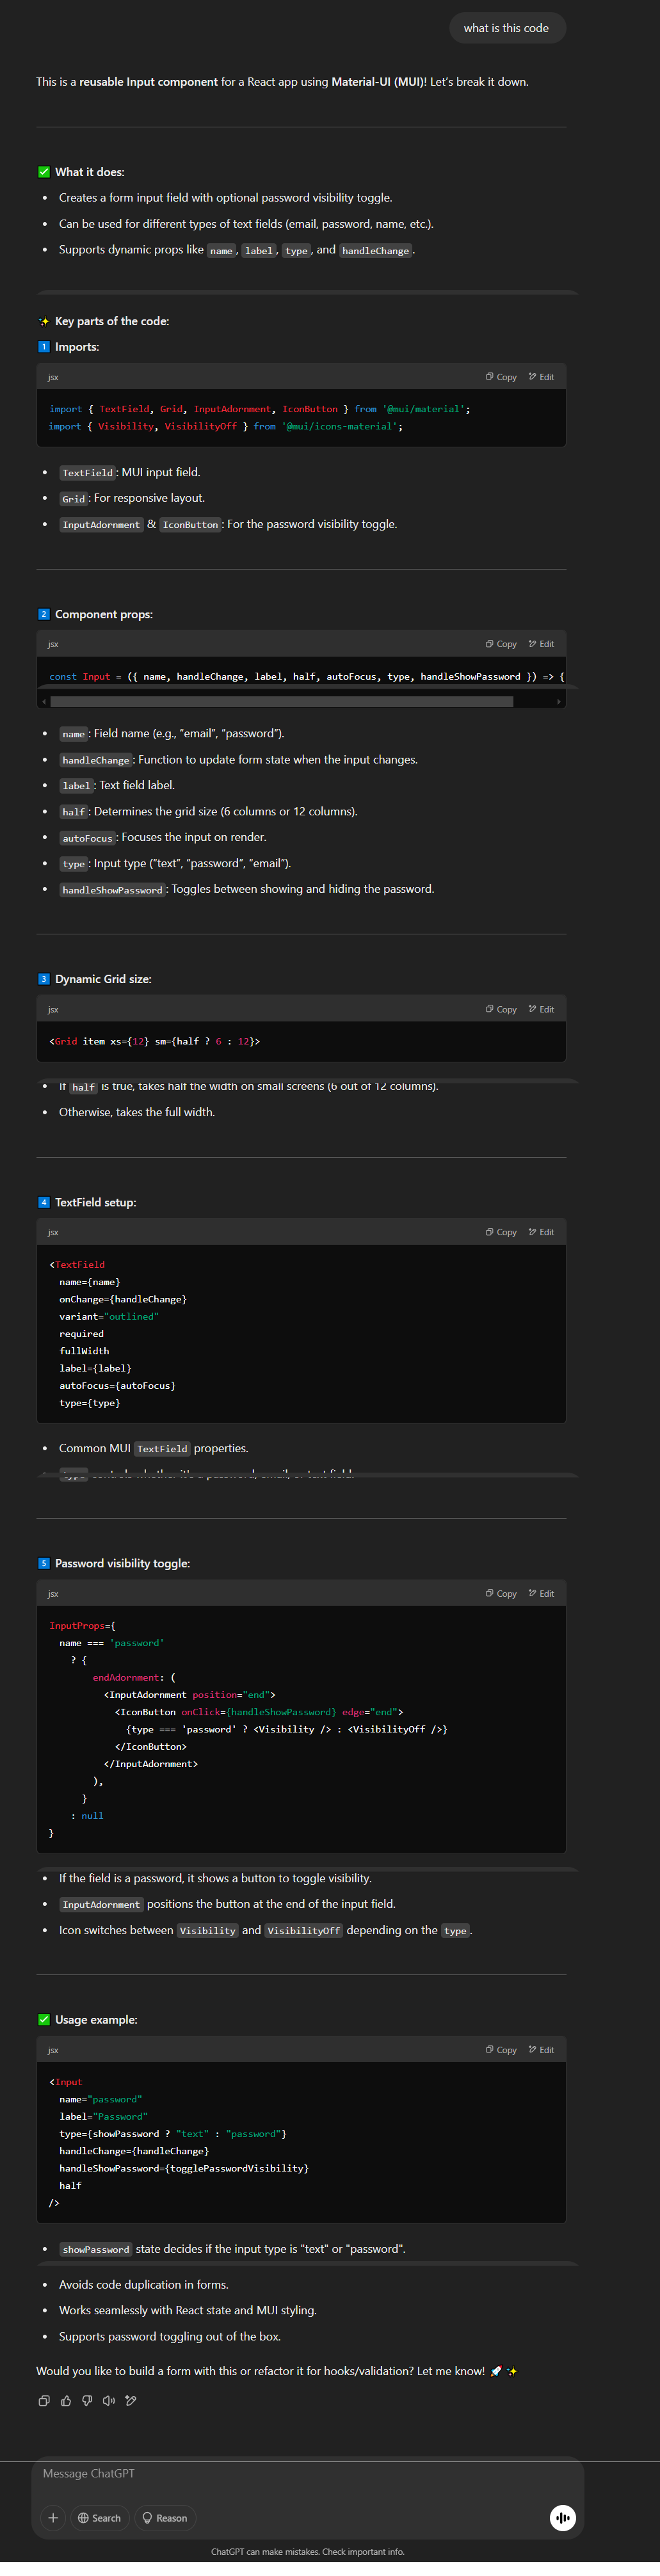 what is this code
This is a reusable Input component for a React app using Material-UI (MUI)! Let's break it down.
✅ What it does:
• Creates a form input field with optional password visibility toggle.
• Can be used for different types of text fields (email, password, name, etc.).
• Supports dynamic props like name, label, type, and handleChange.
✨ Key parts of the code:
1️⃣ Imports:
jsx Copy Edit
import { TextField, Grid, InputAdornment, IconButton } from '@mui/material';
import { Visibility, VisibilityOff } from '@mui/icons-material';
• TextField: MUI input field.
• Grid: For responsive layout.
• InputAdornment & IconButton: For the password visibility toggle.
2️⃣ Component props:
jsx Copy Edit
const Input = ({ name, handleChange, label, half, autoFocus, type, handleShowPassword }) => {
• name: Field name (e.g., "email", "password").
• handleChange: Function to update form state when the input changes.
• label: Text field label.
• half: Determines the grid size (6 columns or 12 columns).
• autoFocus: Focuses the input on render.
• type: Input type ("text", "password", "email").
• handleShowPassword: Toggles between showing and hiding the password.
3️⃣ Dynamic Grid size:
jsx Copy Edit
<Grid item xs={12} sm={half ? 6 : 12}>
• If half is true, takes half the width on small screens (6 out of 12 columns).
• Otherwise, takes the full width.
4️⃣ TextField setup:
jsx Copy Edit
<TextField
name={name}
onChange={handleChange}
variant="outlined"
required
fullWidth
label={label}
autoFocus={autoFocus}
type={type}
• Common MUI TextField properties.
5️⃣ Password visibility toggle:
jsx Copy Edit
InputProps={
name === 'password'
? {
endAdornment: (
<InputAdornment position="end">
<IconButton onClick={handleShowPassword} edge="end">
{type === 'password' ? <Visibility /> : <VisibilityOff />}
</IconButton>
</InputAdornment>
),
}
: null
}
• If the field is a password, it shows a button to toggle visibility.
• InputAdornment positions the button at the end of the input field.
• Icon switches between Visibility and VisibilityOff depending on the type.
✅ Usage example:
jsx Copy Edit
<Input
name="password"
label="Password"
type={showPassword ? "text" : "password"}
handleChange={handleChange}
handleShowPassword={togglePasswordVisibility}
half
/>
• showPassword state decides if the input type is "text" or "password".
• Avoids code duplication in forms.
• Works seamlessly with React state and MUI styling.
• Supports password toggling out of the box.
Would you like to build a form with this or refactor it for hooks/validation? Let me know! 🚀 ✨
Message ChatGPT
Search Reason
ChatGPT can make mistakes. Check important info.